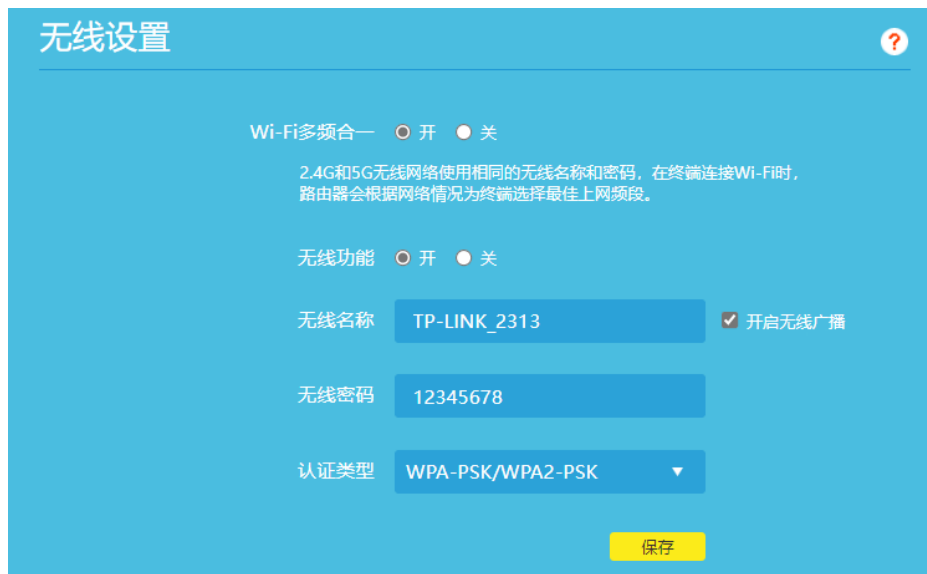 无线设置
?
Wi-Fi多频合一 开 关
2.4G和5G无线网络使用相同的无线名称和密码，在终端连接Wi-Fi时，
路由器会根据网络情况为终端选择最佳上网频段。
无线功能 开 关
无线名称 TP-LINK_2313 开启无线广播
无线密码 12345678
认证类型 WPA-PSK/WPA2-PSK
保存